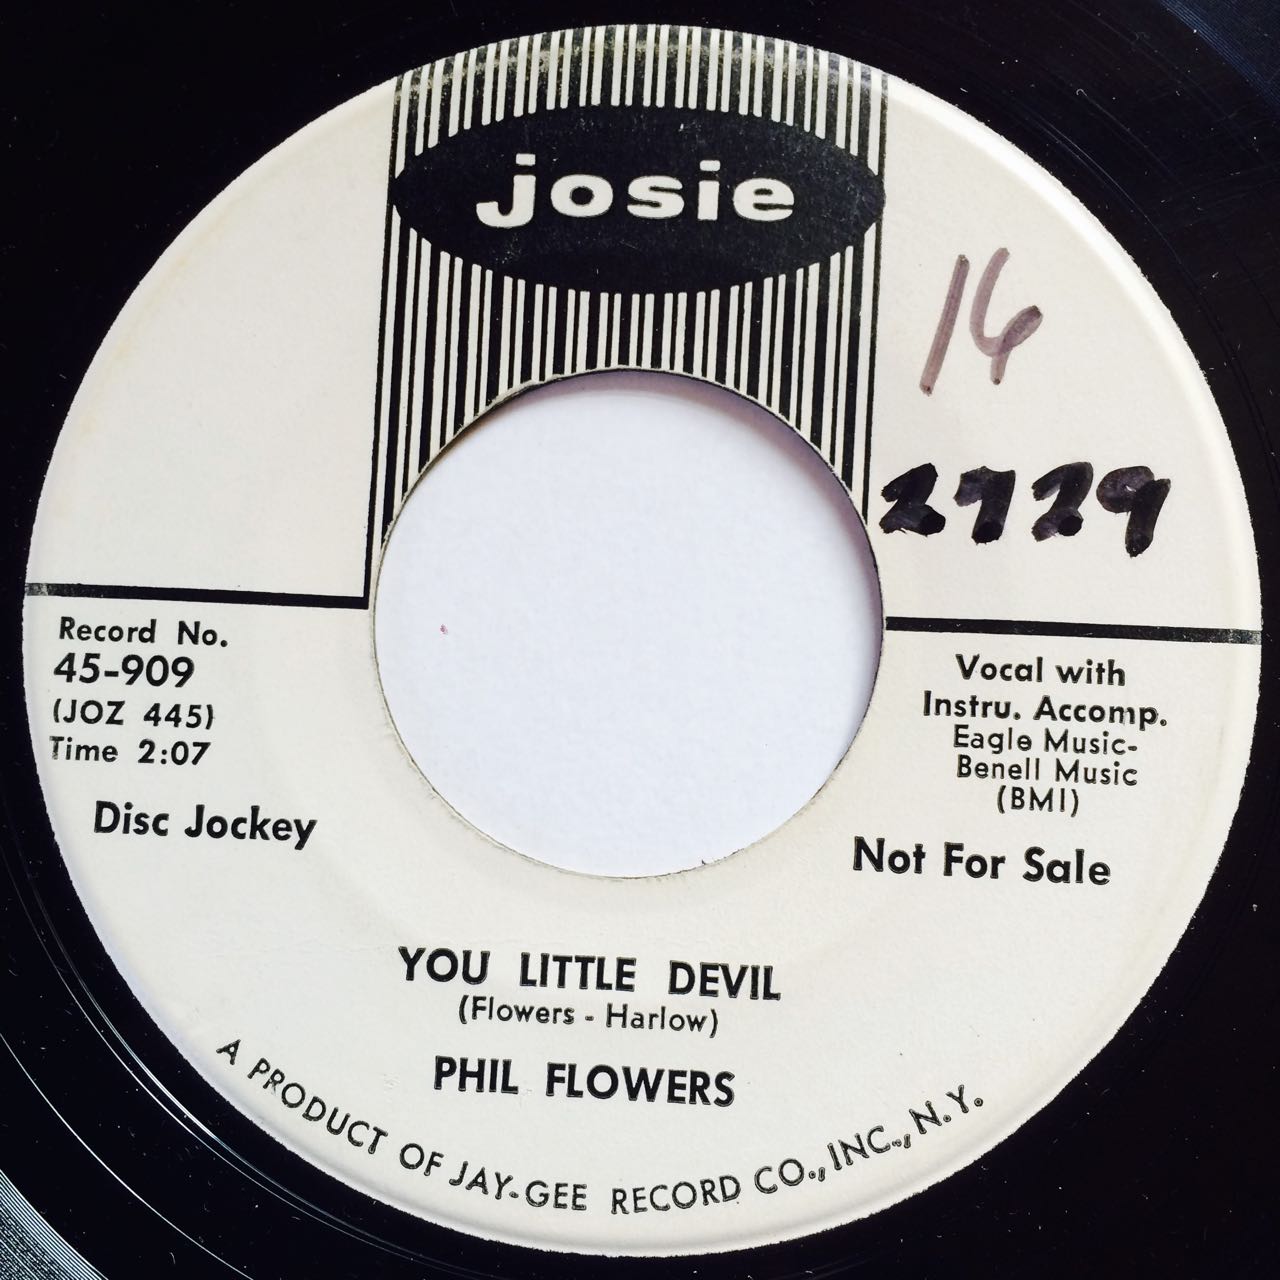 josie
16
2729
Record No.
45-909
(JOZ 445)
Time 2:07
Disc Jockey
Vocal with
Instru. Accomp.
Eagle Music-
Benell Music
(BMI)
Not For Sale
YOU LITTLE DEVIL
(Flowers - Harlow)
PHIL FLOWERS
A PRODUCT OF JAY-GEE RECORD CO., INC., N.Y.